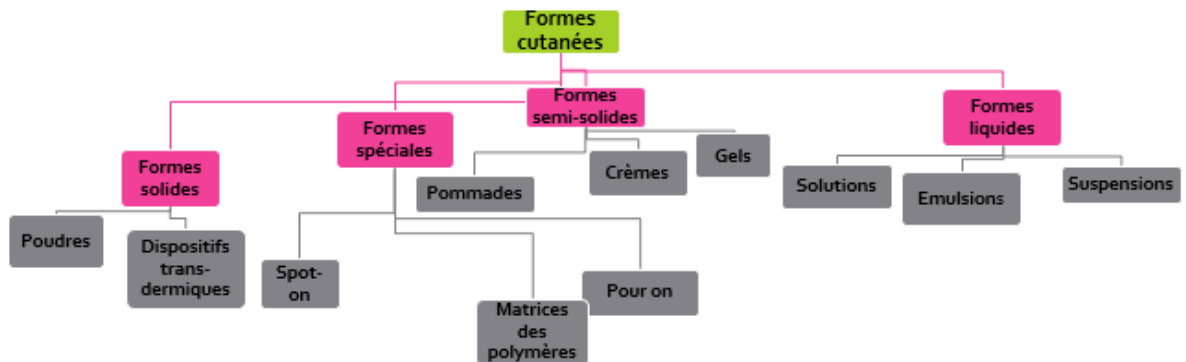 Formes
cutanées
Formes
solides
Poudres
Dispositifs
trans-
dermiques
Formes
spéciales
Spot-
on
Matrices
des
polymères
Pour on
Formes
semi-solides
Pommades
Crèmes
Gels
Formes
liquides
Solutions
Emulsions
Suspensions